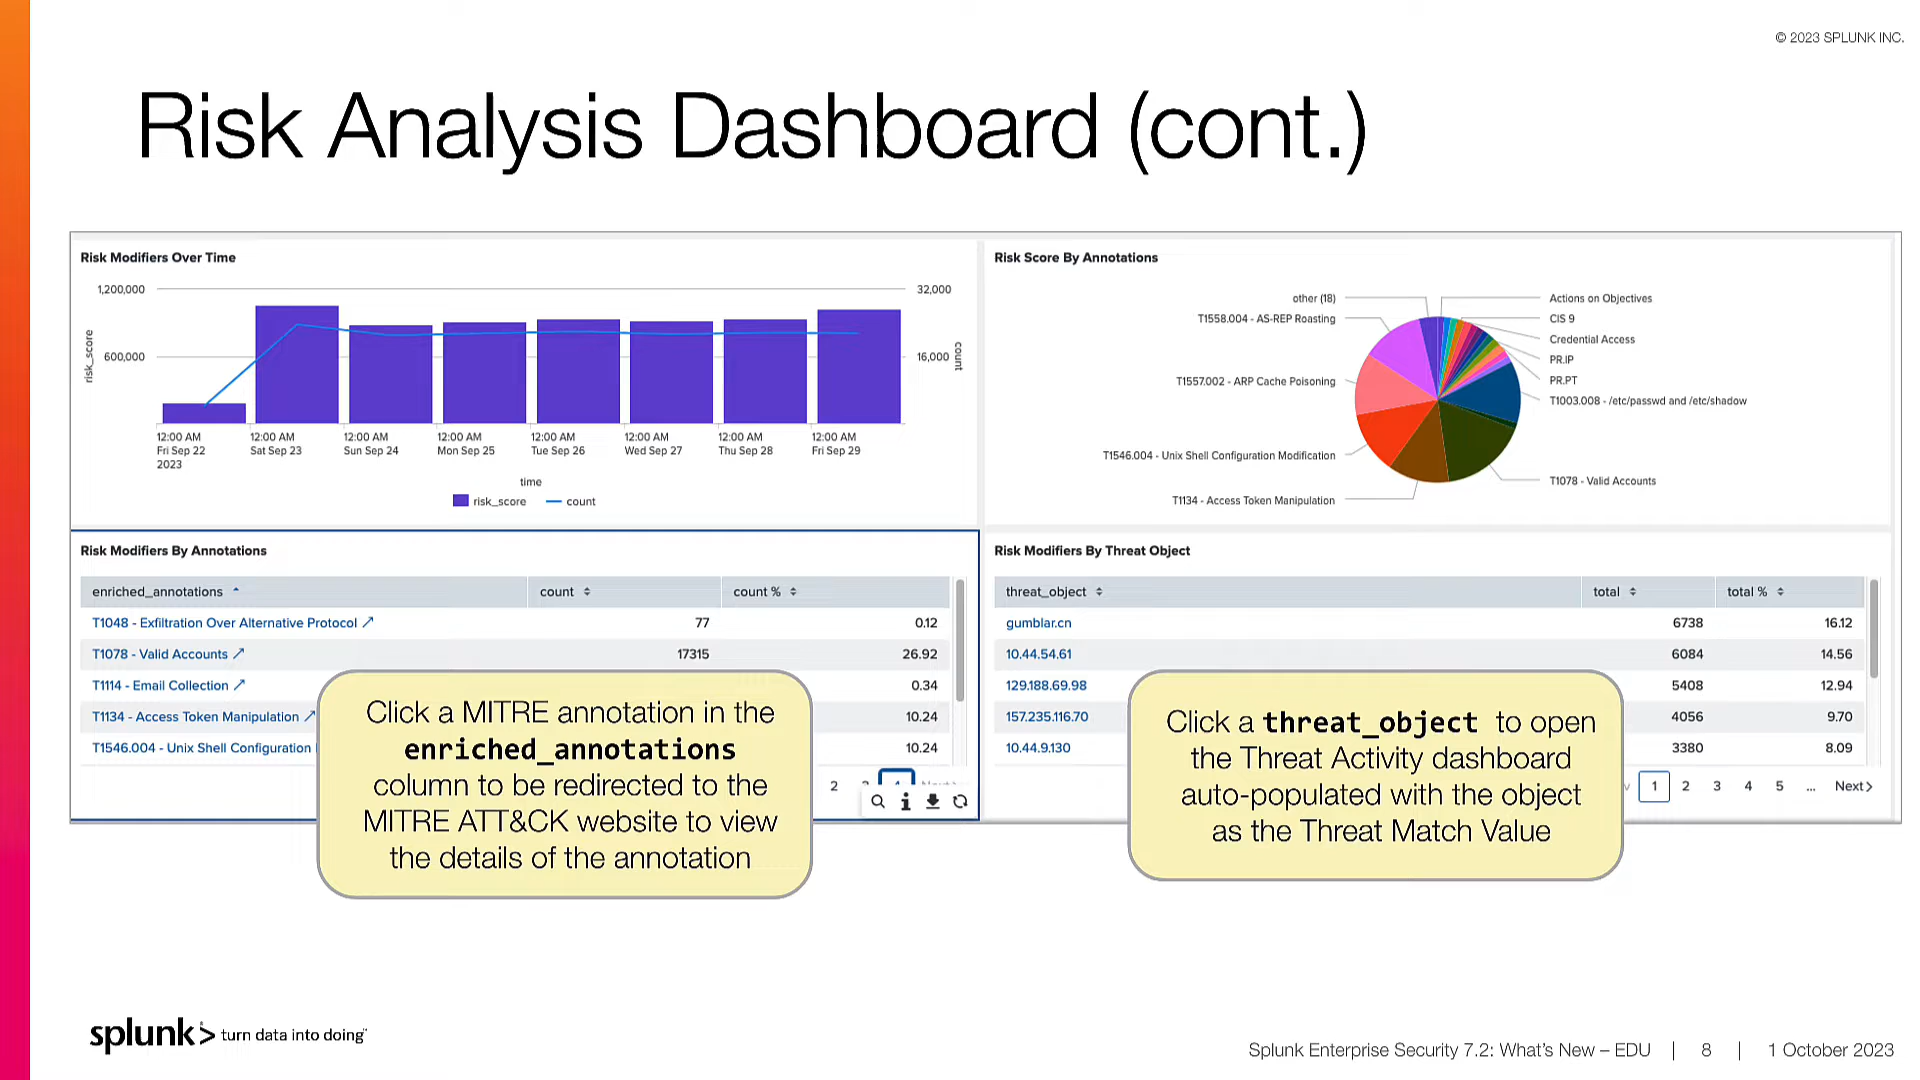 © 2023 SPLUNK INC.
Risk Analysis Dashboard (cont.)
Risk Modifiers Over Time
1,200,000
600,000
risk_score
32,000
16,000
count
12:00 AM
Fri Sep 22
2023
12:00 AM
Sat Sep 23
12:00 AM
Sun Sep 24
12:00 AM
Mon Sep 25
12:00 AM
Tue Sep 26
12:00 AM
Wed Sep 27
12:00 AM
Thu Sep 28
12:00 AM
Fri Sep 29
time
risk_score
count
Risk Score By Annotations
other (18)
T1558.004 - AS-REP Roasting
T1557.002 - ARP Cache Poisoning
T1546.004 - Unix Shell Configuration Modification
T1134 - Access Token Manipulation
Actions on Objectives
CIS 9
Credential Access
PR.IP
PR.PT
T1003.008 - /etc/passwd and /etc/shadow
T1078 - Valid Accounts
Risk Modifiers By Annotations
enriched_annotations count count %
T1048 - Exfiltration Over Alternative Protocol 77 0.12
T1078 - Valid Accounts 17315 26.92
T1114 - Email Collection 0.34
T1134 - Access Token Manipulation 10.24
T1546.004 - Unix Shell Configuration 10.24
2
Click a MITRE annotation in the
enriched_annotations
column to be redirected to the
MITRE ATT&CK website to view
the details of the annotation
Risk Modifiers By Threat Object
threat_object total total %
gumblar.cn 6738 16.12
10.44.54.61 6084 14.56
129.188.69.98 5408 12.94
157.235.116.70 4056 9.70
10.44.9.130 3380 8.09
1 2 3 4 5 ... Next>
Click a threat_object to open
the Threat Activity dashboard
auto-populated with the object
as the Threat Match Value
splunk> turn data into doing™
Splunk Enterprise Security 7.2: What's New – EDU | 8 | 1 October 2023